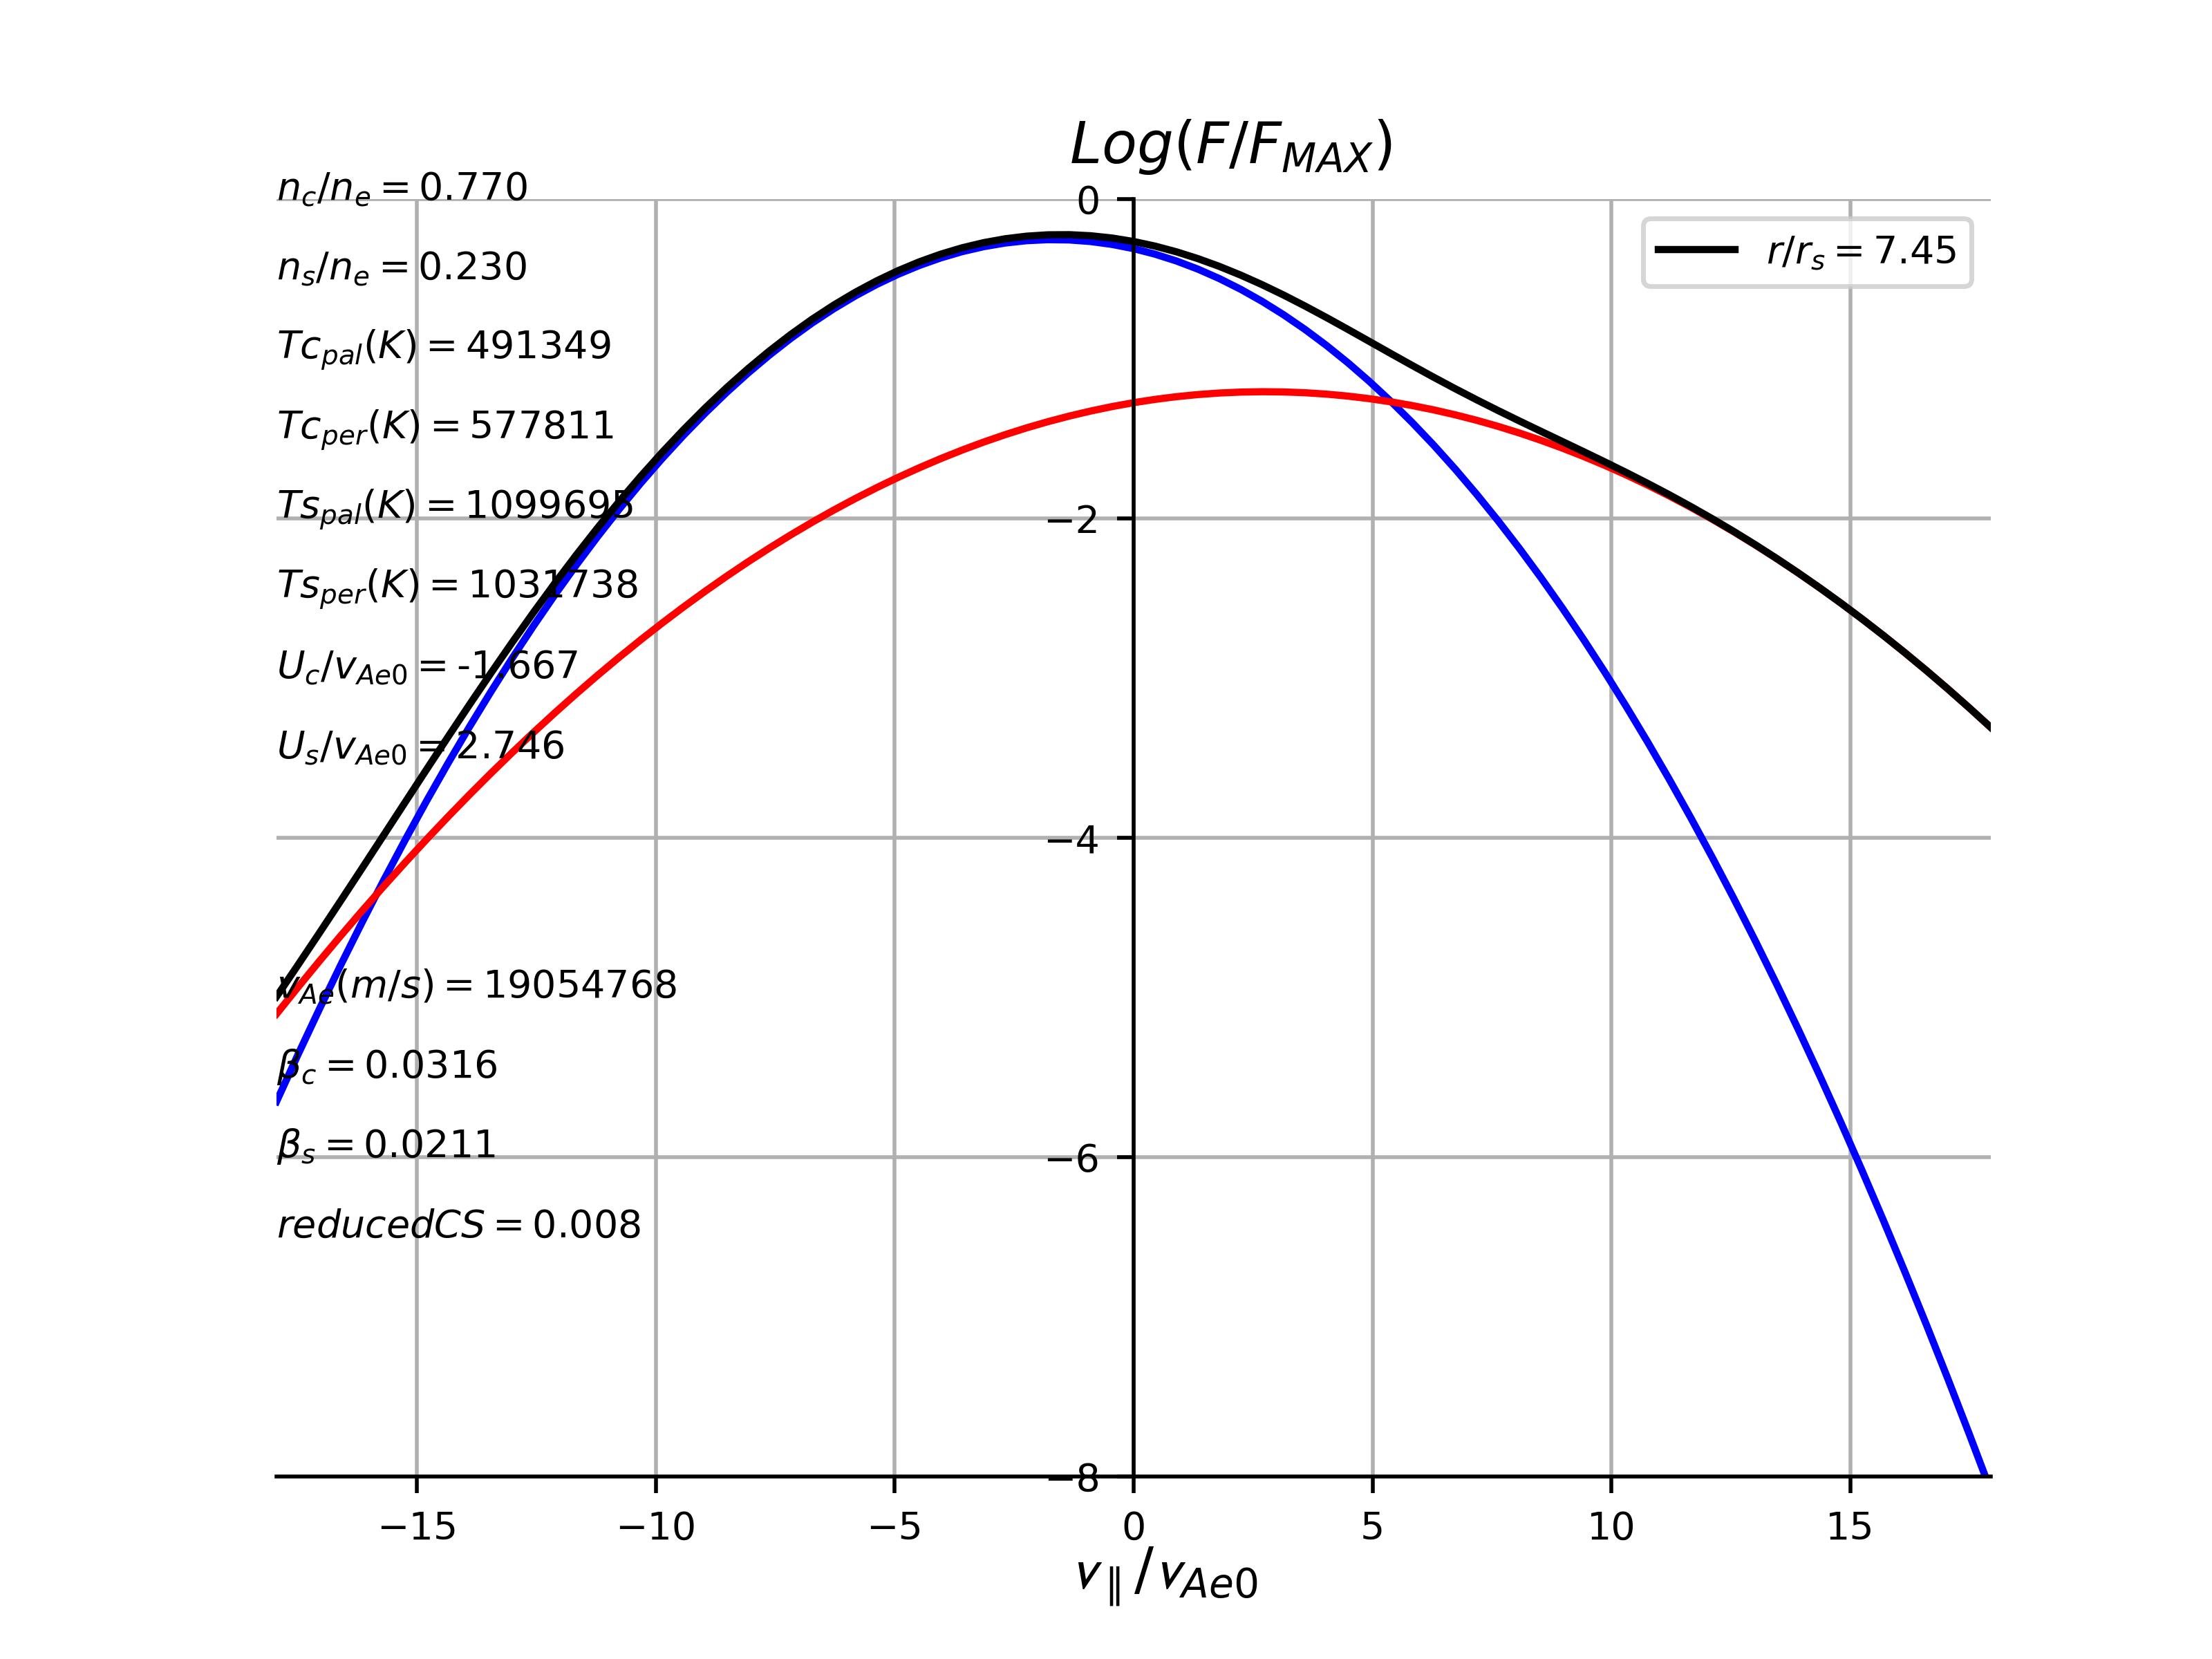 Log(F/F_MAX)
n_c/n_e = 0.770
n_s/n_e = 0.230
Tc_pal(K) = 491349
Tc_per(K) = 577811
Ts_pal(K) = 1099695
Ts_per(K) = 1031738
U_c/v_Ae0 = -1.667
U_s/v_Ae0 = 2.746
v_Ae(m/s) = 19054768
β_c = 0.0316
β_s = 0.0211
reducedCS = 0.008
r/r_s = 7.45
0
−2
−4
−6
−8
−15 −10 −5 0 5 10 15
v_∥/v_Ae0